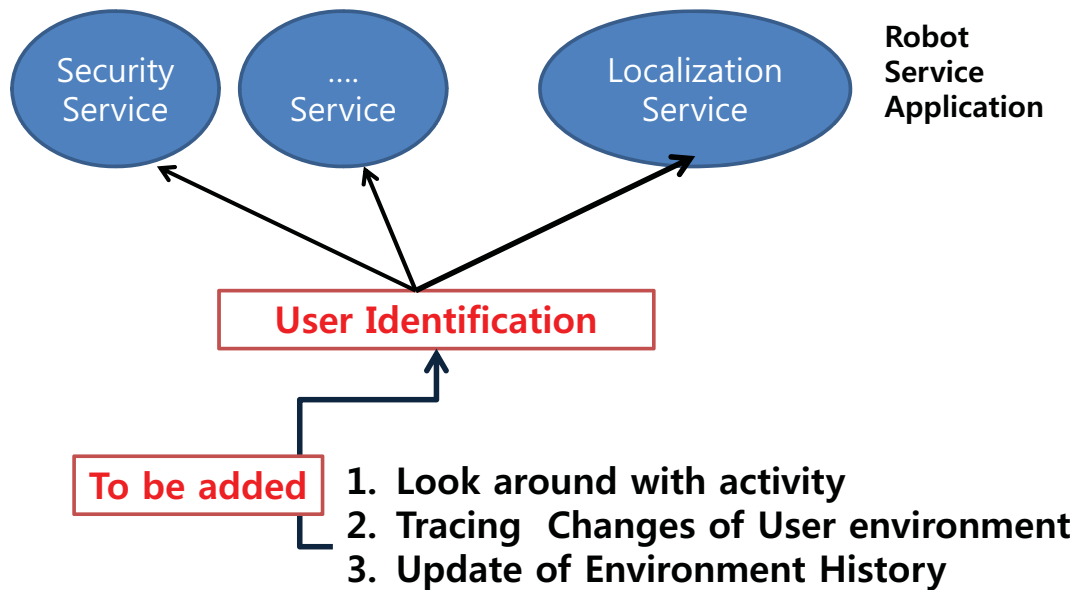 Security
Service
....
Service
Localization
Service
Robot
Service
Application
User Identification
To be added
1. Look around with activity
2. Tracing Changes of User environment
3. Update of Environment History